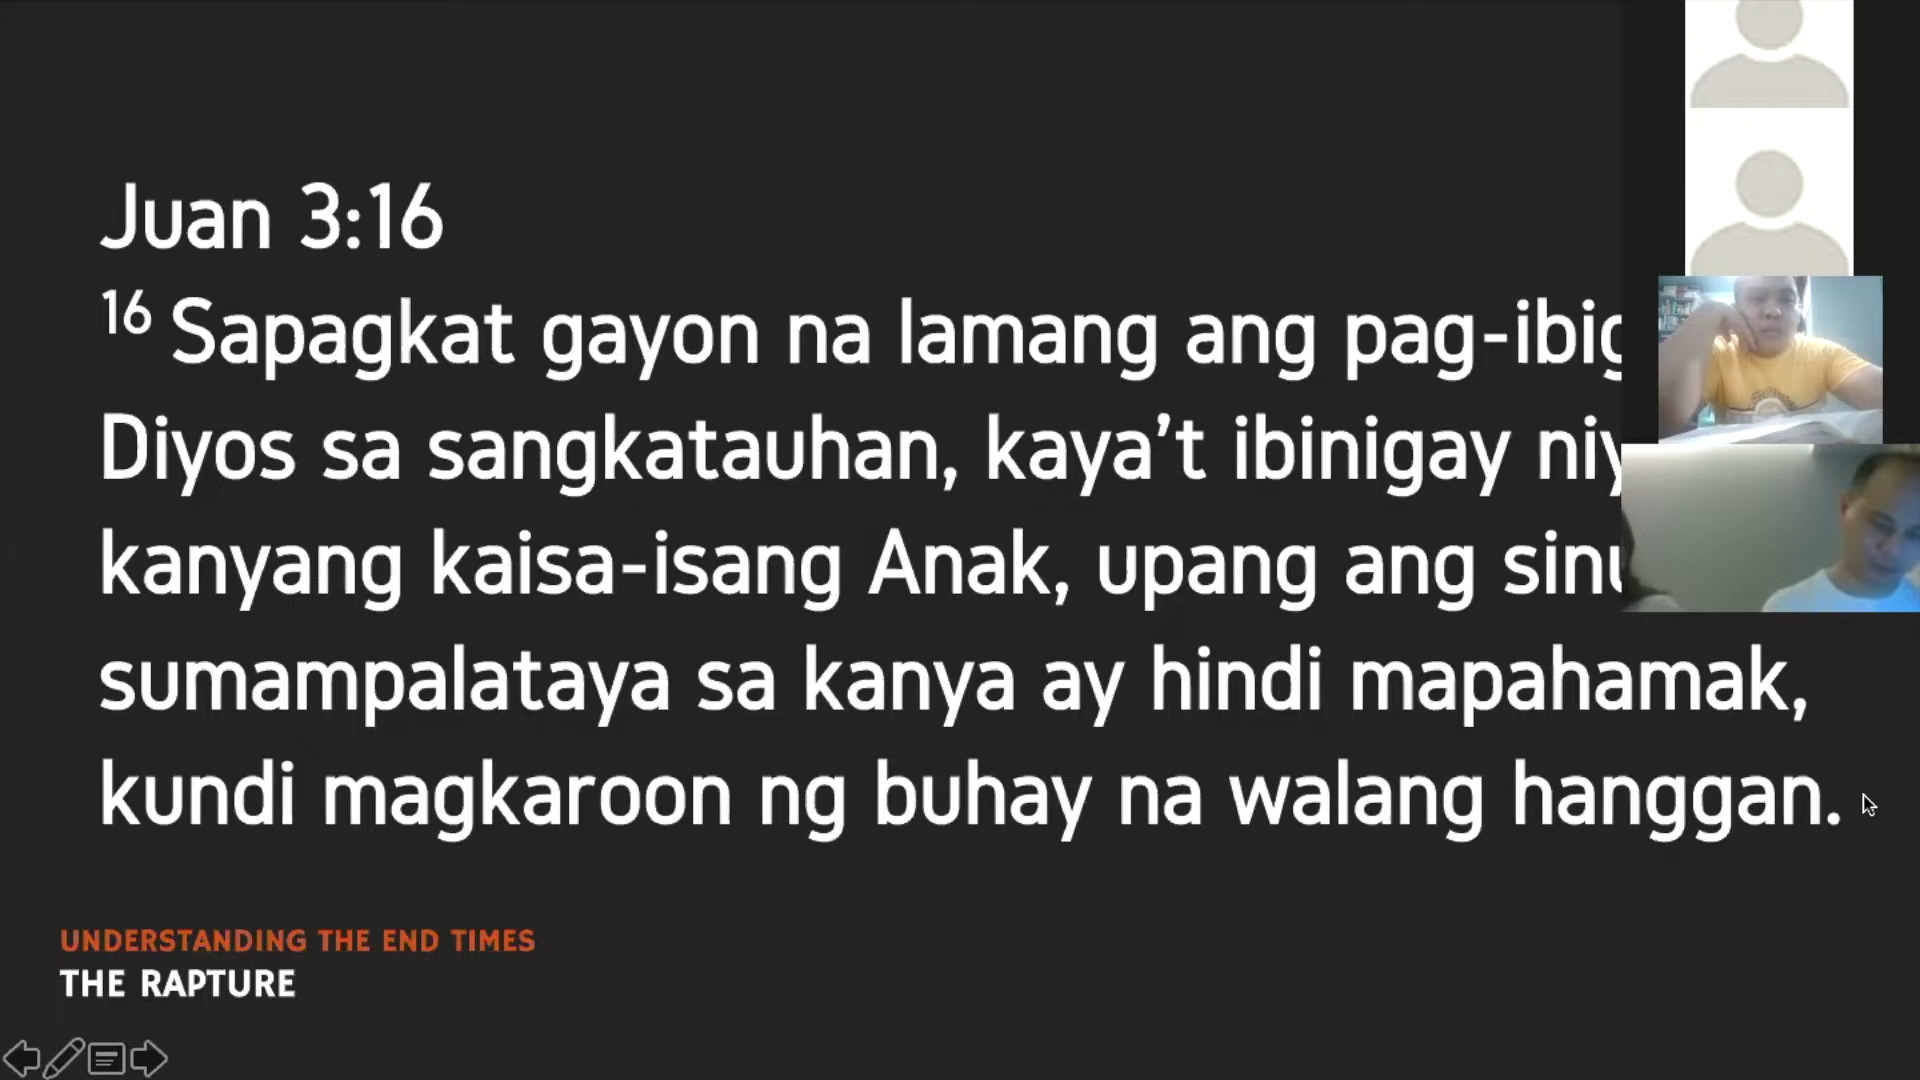 Juan 3:16
16 Sapagkat gayon na lamang ang pag-ibig
Diyos sa sangkatauhan, kaya’t ibinigay
kanyang kaisa-isang Anak, upang ang
sumampalataya sa kanya ay hindi mapahamak,
kundi magkaroon ng buhay na walang hanggan.
UNDERSTANDING THE END TIMES
THE RAPTURE